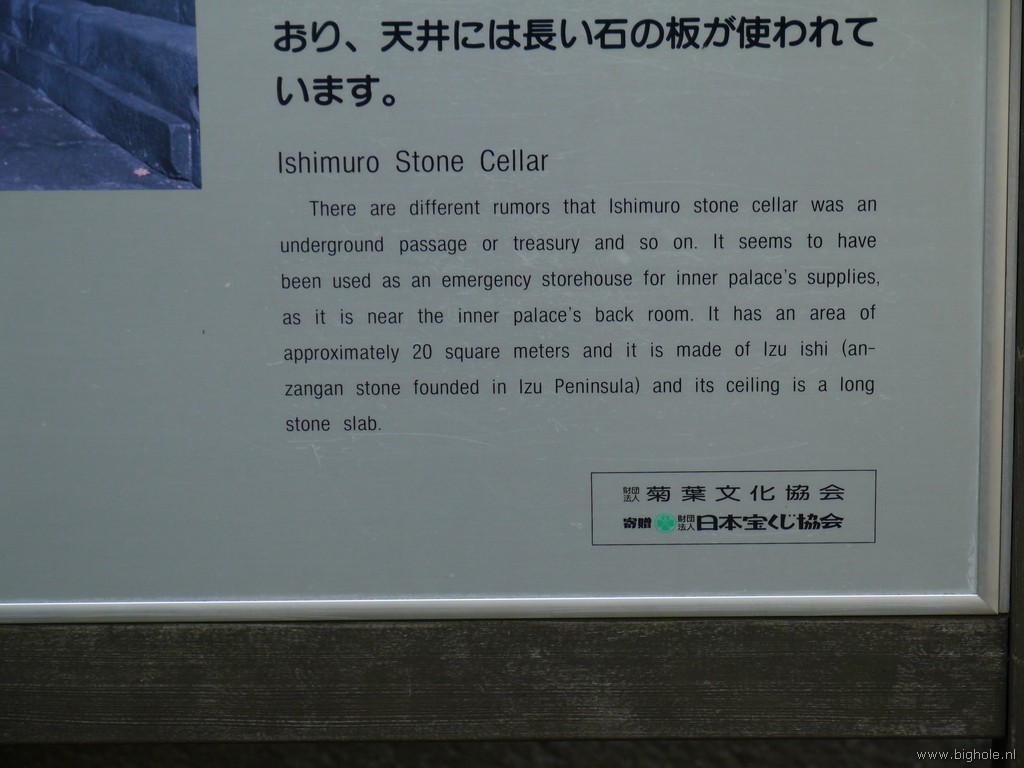 おり、天井には長い石の板が使われて
います。
Ishimuro Stone Cellar
There are different rumors that Ishimuro stone cellar was an
underground passage or treasury and so on. It seems to have
been used as an emergency storehouse for inner palace's supplies,
as it is near the inner palace's back room. It has an area of
approximately 20 square meters and it is made of Izu ishi (an-
zangan stone founded in Izu Peninsula) and its ceiling is a long
stone slab.
財団法人 菊葉文化協会
寄贈 財団法人 日本宝くじ協会
www.bighole.nl